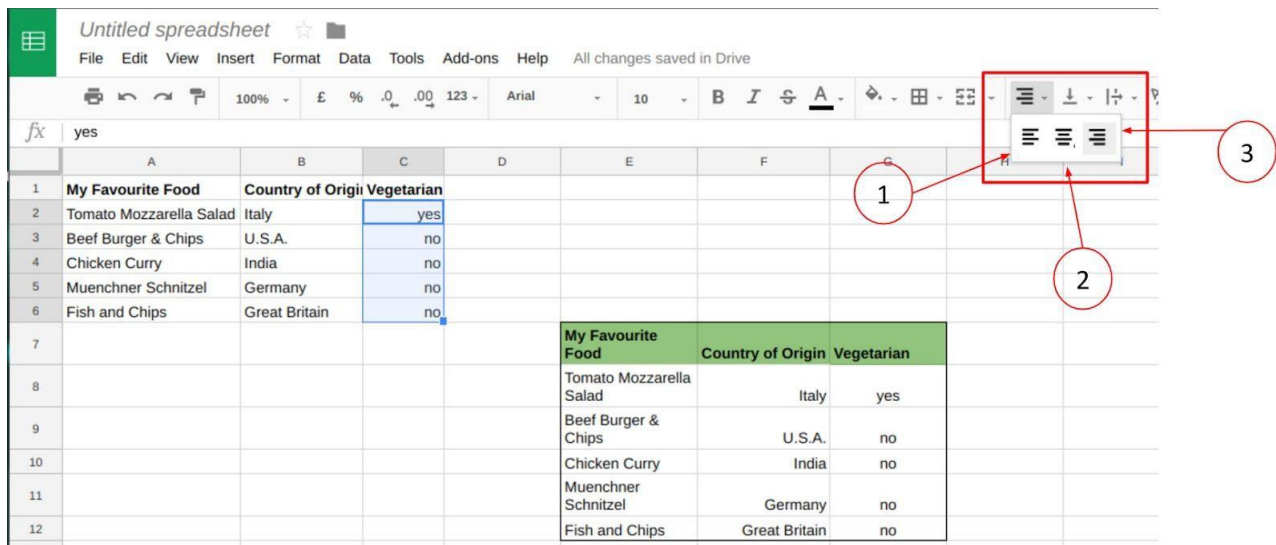 Untitled spreadsheet
File Edit View Insert Format Data Tools Add-ons Help All changes saved in Drive
100% £ % .0 .00 123 Arial 10 B I S A
fx yes
A B C D E F G H N
1 My Favourite Food Country of Origi Vegetarian
2 Tomato Mozzarella Salad Italy yes
3 Beef Burger & Chips U.S.A. no
4 Chicken Curry India no
5 Muenchner Schnitzel Germany no
6 Fish and Chips Great Britain no
1
2
3
7 My Favourite
Food Country of Origin Vegetarian
8 Tomato Mozzarella
Salad Italy yes
9 Beef Burger &
Chips U.S.A. no
10 Chicken Curry India no
11 Muenchner
Schnitzel Germany no
12 Fish and Chips Great Britain no